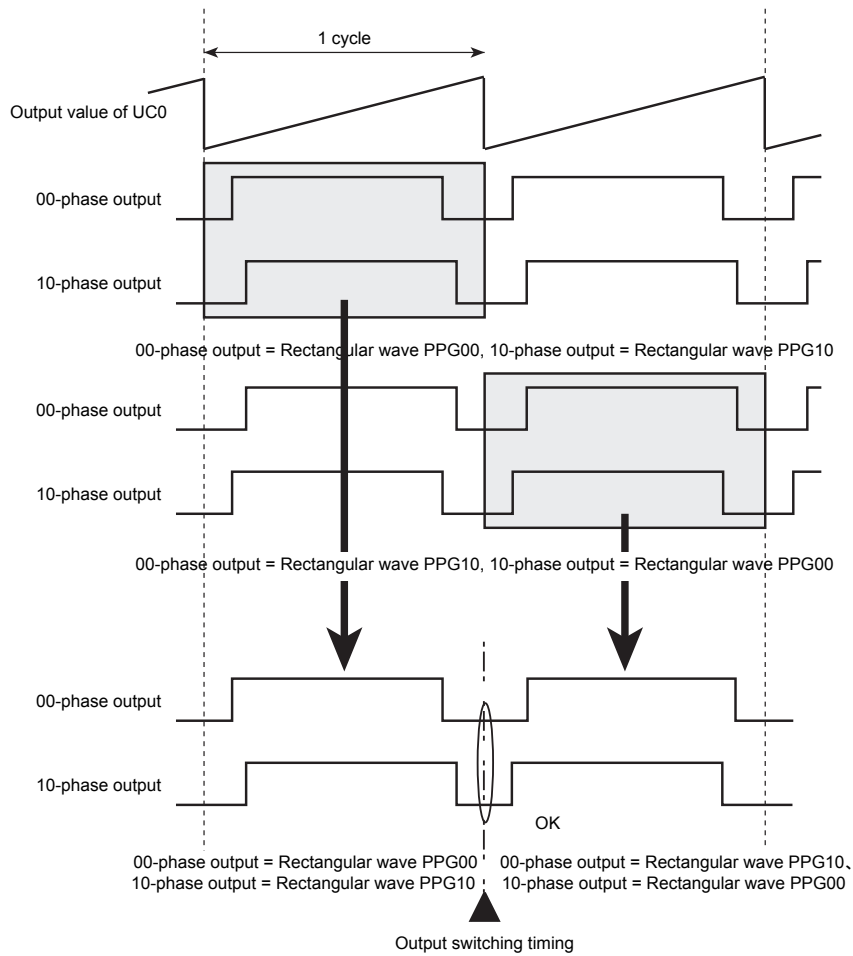 1 cycle
Output value of UC0
00-phase output
10-phase output
00-phase output = Rectangular wave PPG00, 10-phase output = Rectangular wave PPG10
00-phase output
10-phase output
00-phase output = Rectangular wave PPG10, 10-phase output = Rectangular wave PPG00
00-phase output
10-phase output
OK
00-phase output = Rectangular wave PPG00
10-phase output = Rectangular wave PPG10
00-phase output = Rectangular wave PPG10、
10-phase output = Rectangular wave PPG00
Output switching timing